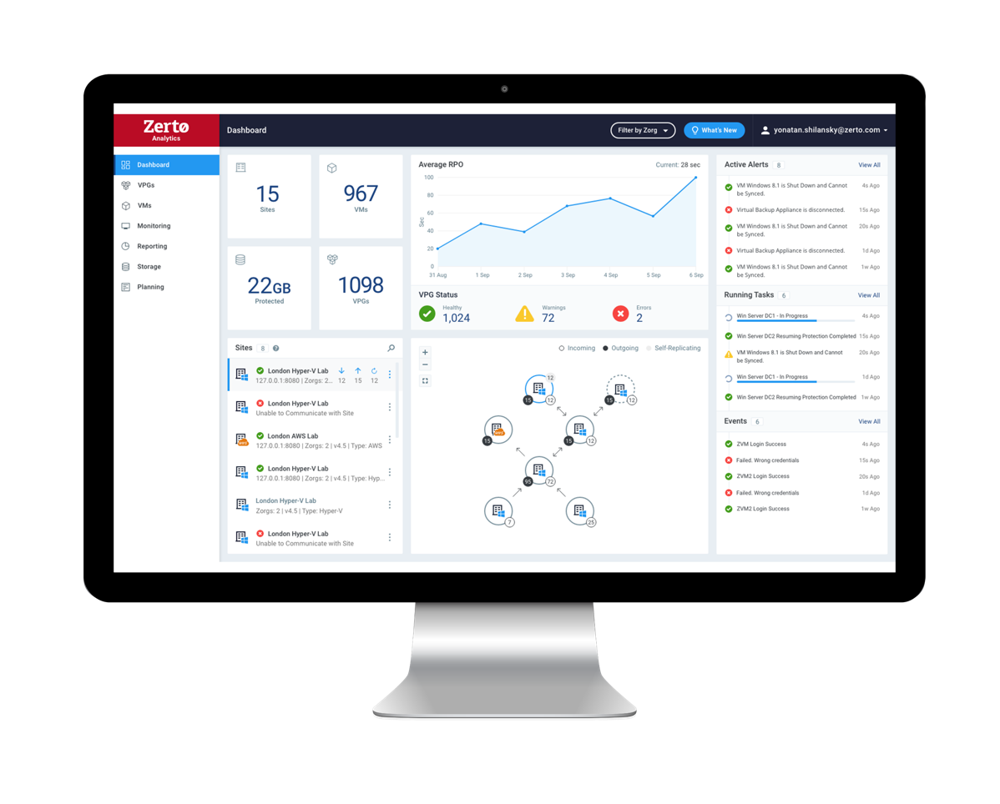 Zertø
Analytics
Dashboard
Filter by Zorg
What's New
yonatan.shilansky@zerto.com
Dashboard
VPGs
VMs
Monitoring
Reporting
Storage
Planning
15
Sites
967
VMs
22GB
Protected
1098
VPGs
Average RPO
Current: 28 sec
Sec
100
80
60
40
20
0
31 Aug
1 Sep
2 Sep
3 Sep
4 Sep
5 Sep
6 Sep
VPG Status
Healthy
1,024
Warnings
72
Errors
2
Sites 8 ?
London Hyper-V Lab
127.0.0.1:8080 | Zorgs: 2... 12 15 12
London Hyper-V Lab
Unable to Communicate with Site
London AWS Lab
127.0.0.1:8080 | Zorgs: 2 | v4.5 | Type: AWS
London Hyper-V Lab
127.0.0.1:8080 | Zorgs: 2 | v4.5 | Type: Hyp...
London Hyper-V Lab
Zorgs: 2 | v4.5 | Type: Hyper-V
London Hyper-V Lab
Unable to Communicate with Site
+
−
Incoming
Outgoing
Self-Replicating
12
15
12
15
12
15
15
12
95
72
7
25
Active Alerts 8 View All
VM Windows 8.1 is Shut Down and Cannot 4s Ago
be Synced.
Virtual Backup Appliance is disconnected. 15s Ago
VM Windows 8.1 is Shut Down and Cannot 20s Ago
be Synced.
Virtual Backup Appliance is disconnected. 1d Ago
VM Windows 8.1 is Shut Down and Cannot 1w Ago
be Synced.
Running Tasks 6 View All
Win Server DC1 - In Progress 4s Ago
Win Server DC2 Resuming Protection Completed 15s Ago
VM Windows 8.1 is Shut Down and Cannot 20s Ago
be Synced.
Win Server DC1 - In Progress 1d Ago
Win Server DC2 Resuming Protection Completed 1w Ago
Events 6 View All
ZVM Login Success 4s Ago
Failed. Wrong credentials 15s Ago
ZVM2 Login Success 20s Ago
Failed. Wrong credentials 1d Ago
ZVM2 Login Success 1w Ago